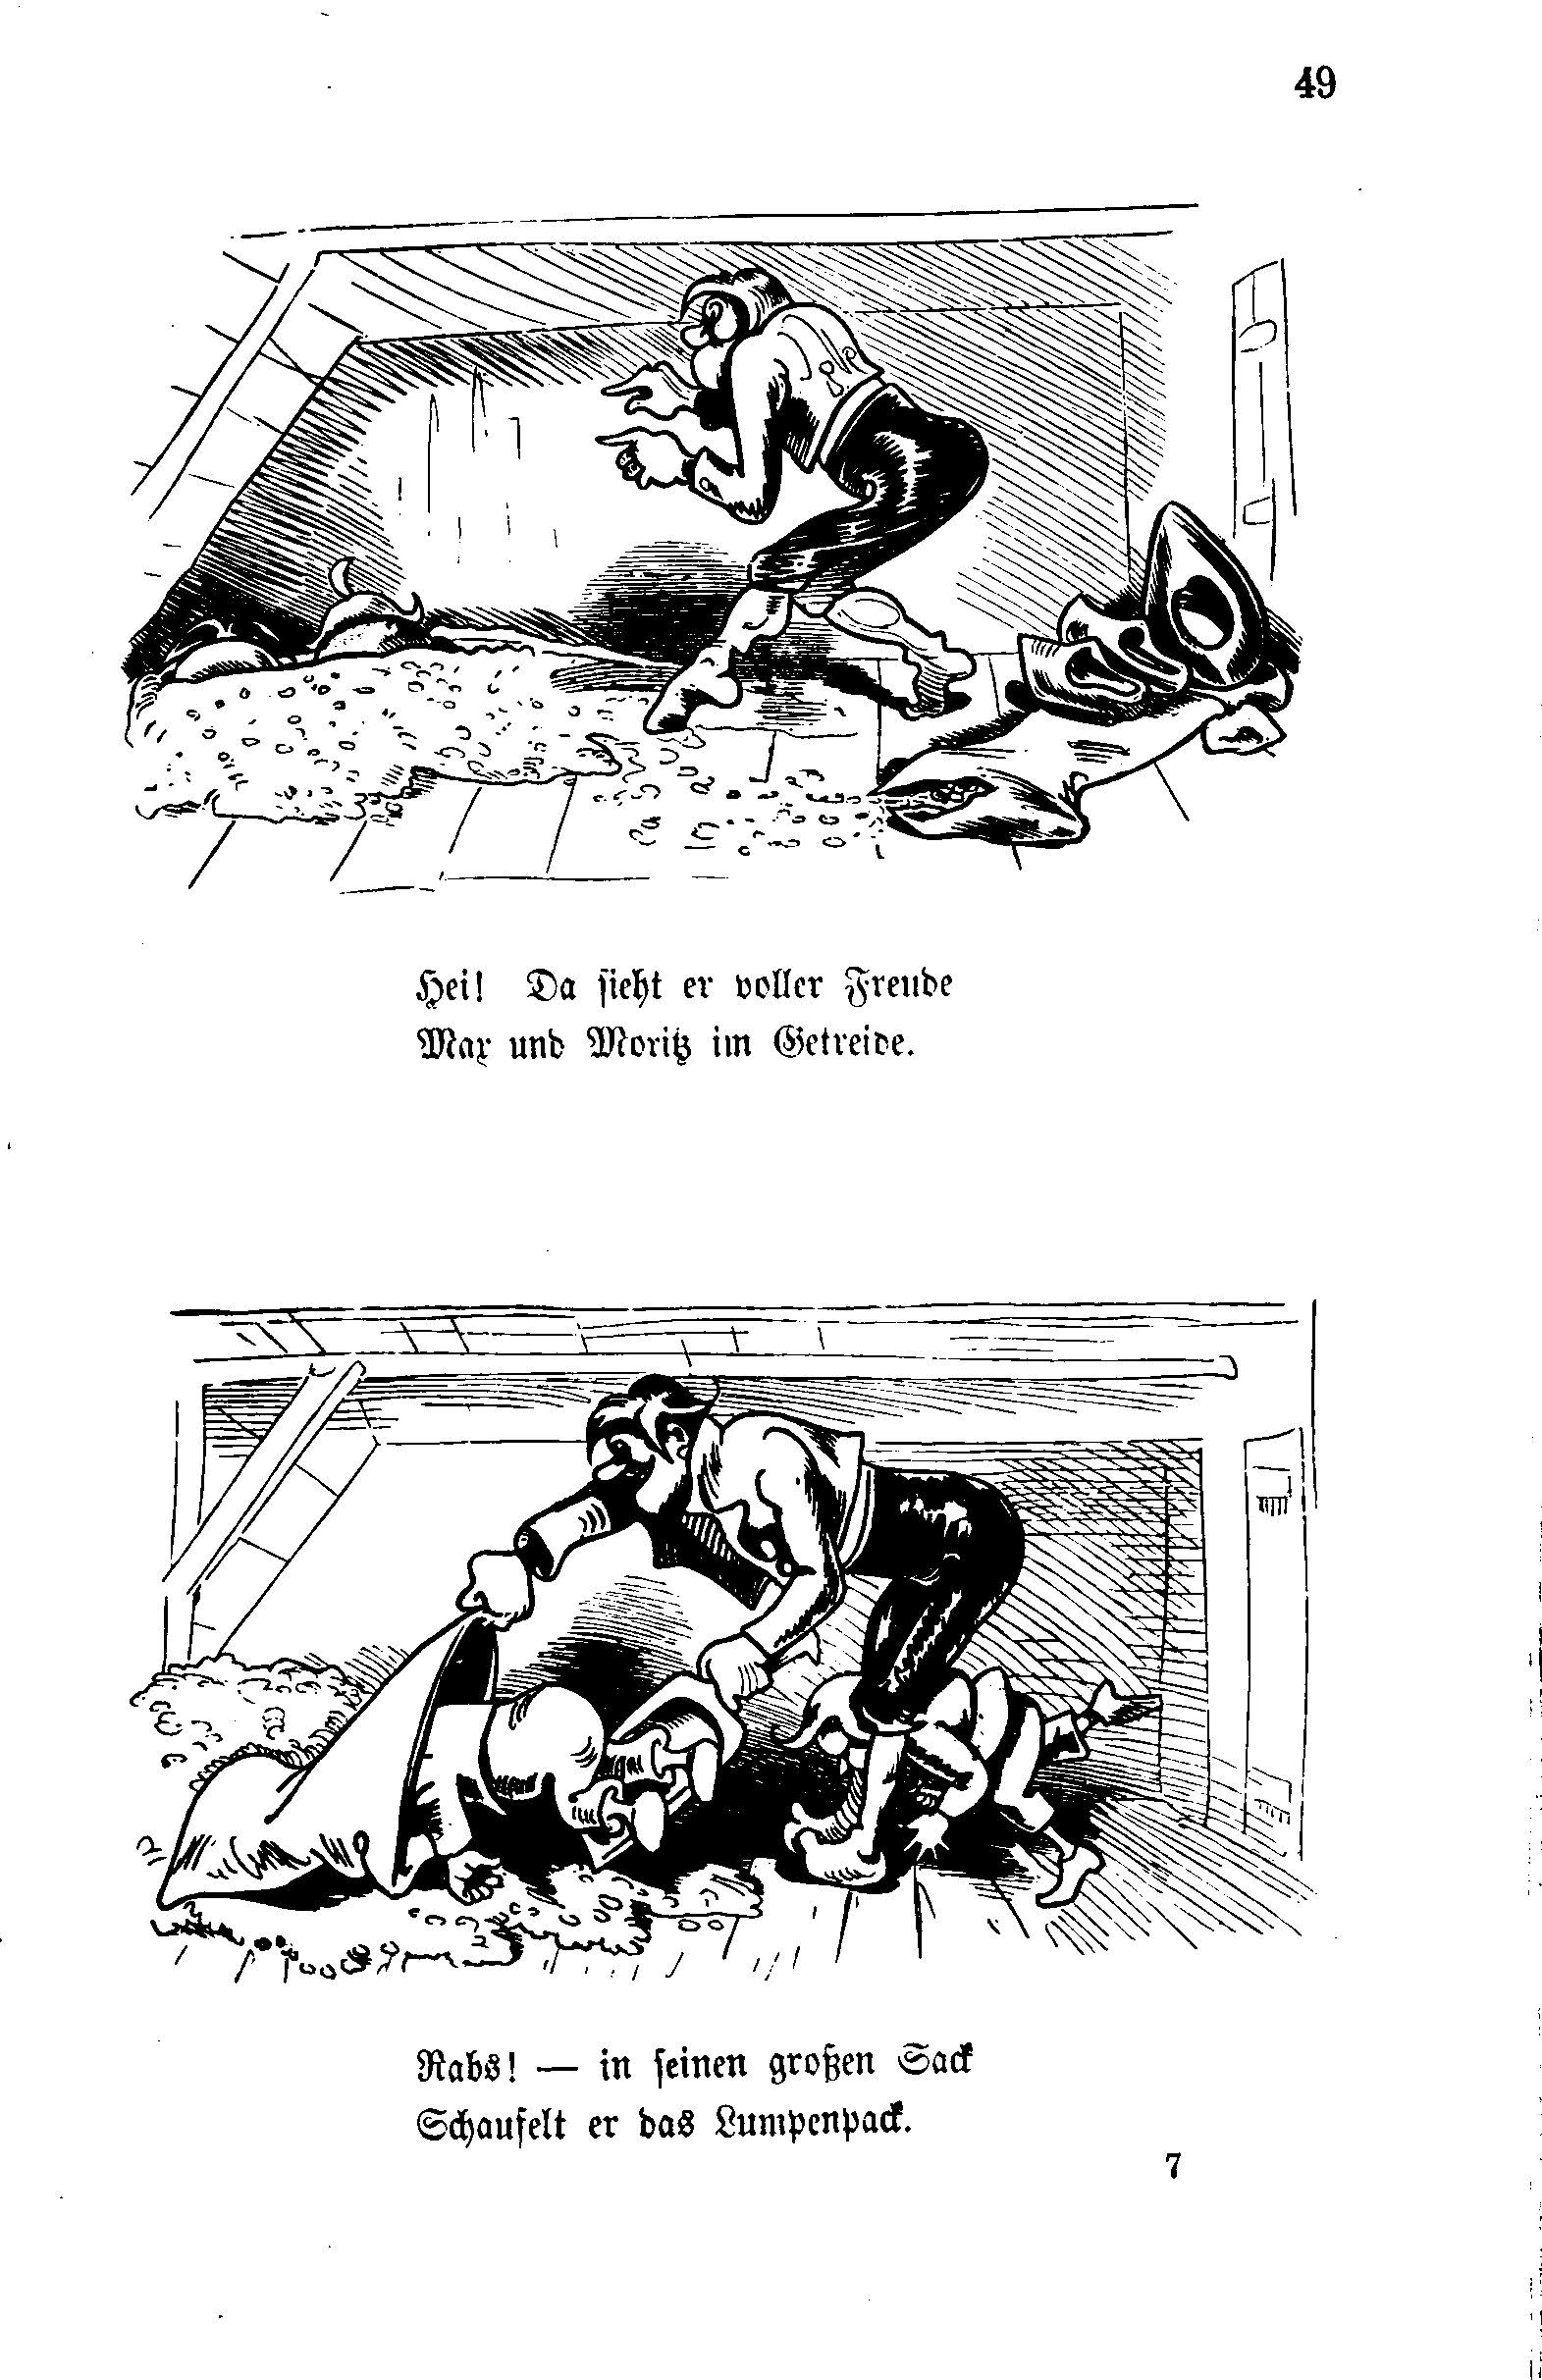 49
Hei! Da sieht er voller Freude
Max und Moritz im Getreide.
Rabs! — in seinen großen Sack
Schaufelt er das Lumpenpack.
7